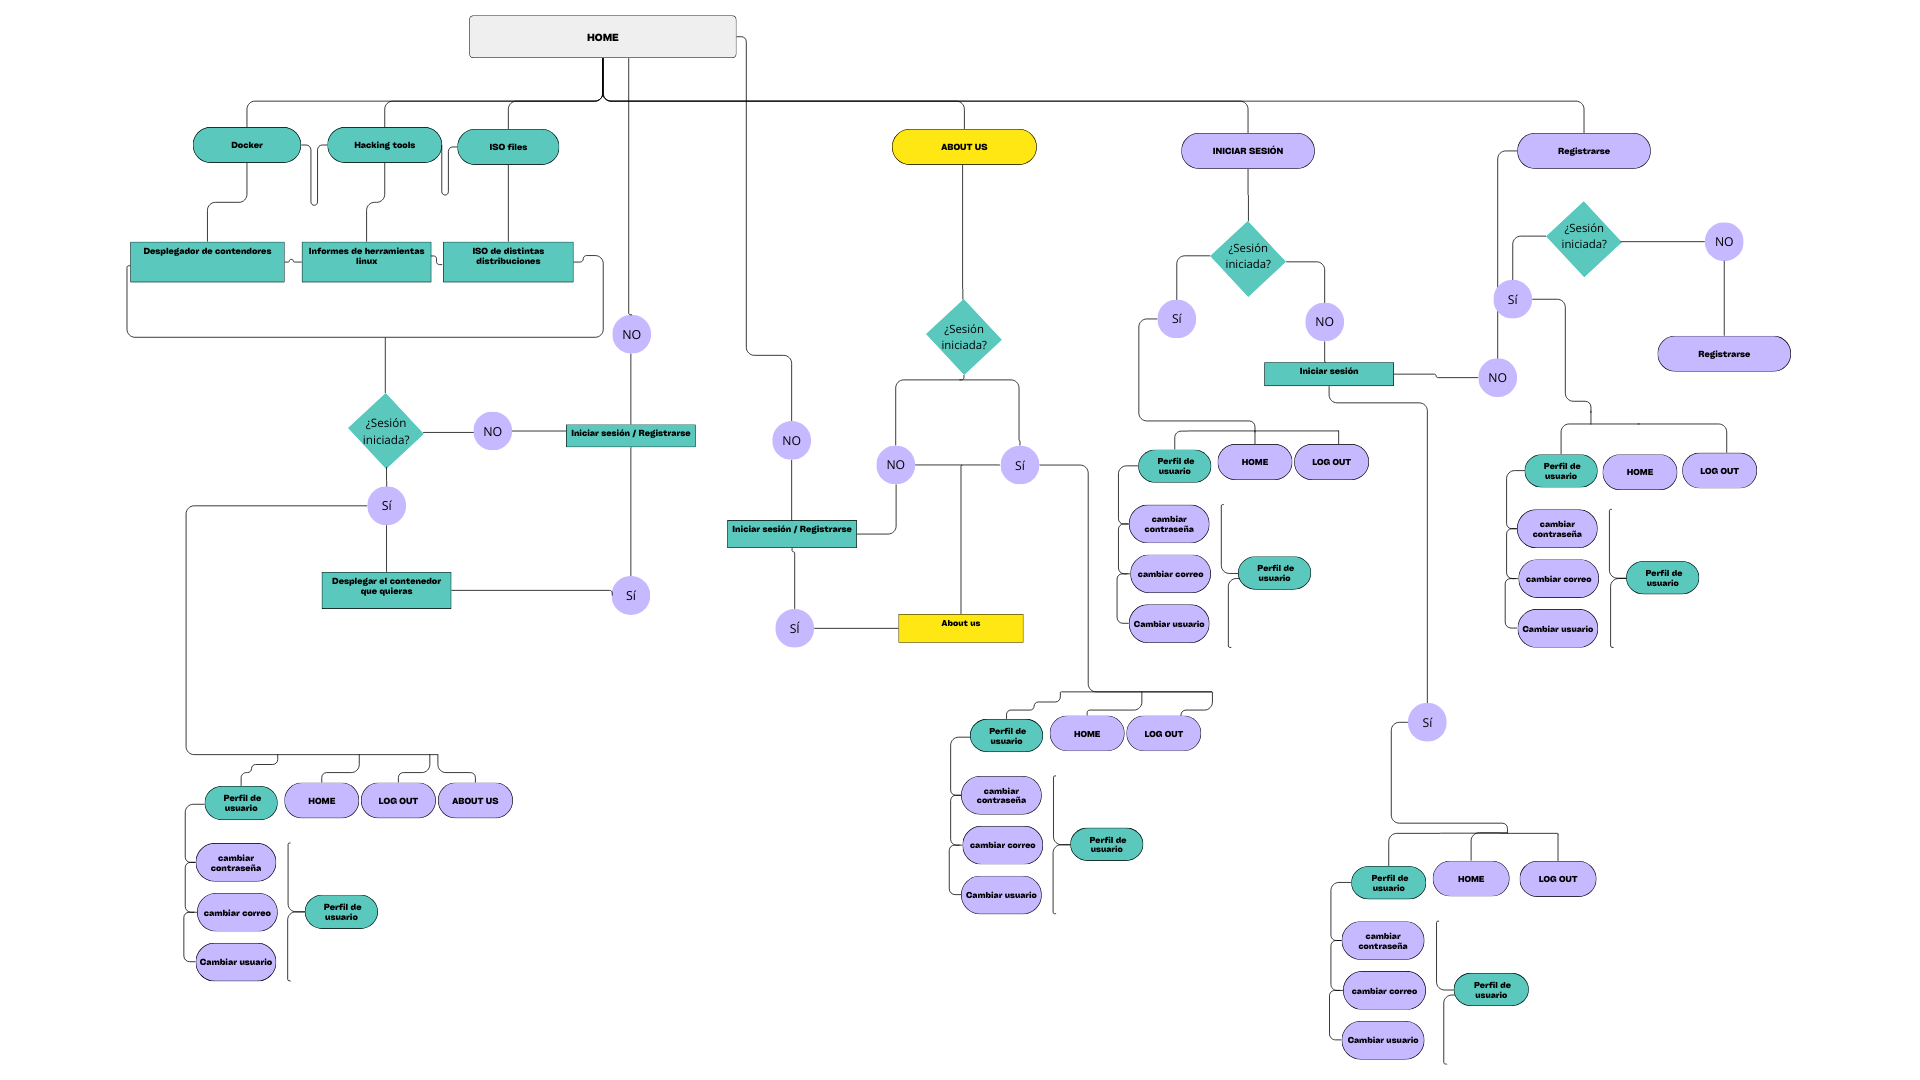 HOME
Docker
Hacking tools
ISO files
ABOUT US
INICIAR SESIÓN
Registrarse
Desplegador de contendores
Informes de herramientas
linux
ISO de distintas
distribuciones
¿Sesión
iniciada?
¿Sesión
iniciada?
NO
Sí
Sí
NO
NO
¿Sesión
iniciada?
Registrarse
Iniciar sesión
NO
¿Sesión
iniciada?
NO
Iniciar sesión / Registrarse
NO
NO
Sí
Perfil de
usuario
HOME
LOG OUT
Perfil de
usuario
HOME
LOG OUT
Sí
Iniciar sesión / Registrarse
cambiar
contraseña
cambiar correo
Cambiar usuario
Perfil de
usuario
cambiar
contraseña
cambiar correo
Cambiar usuario
Perfil de
usuario
Desplegar el contenedor
que quieras
Sí
SÍ
About us
Perfil de
usuario
HOME
LOG OUT
Sí
Perfil de
usuario
HOME
LOG OUT
ABOUT US
cambiar
contraseña
cambiar correo
Cambiar usuario
Perfil de
usuario
cambiar
contraseña
cambiar correo
Cambiar usuario
Perfil de
usuario
Perfil de
usuario
HOME
LOG OUT
cambiar
contraseña
cambiar correo
Cambiar usuario
Perfil de
usuario